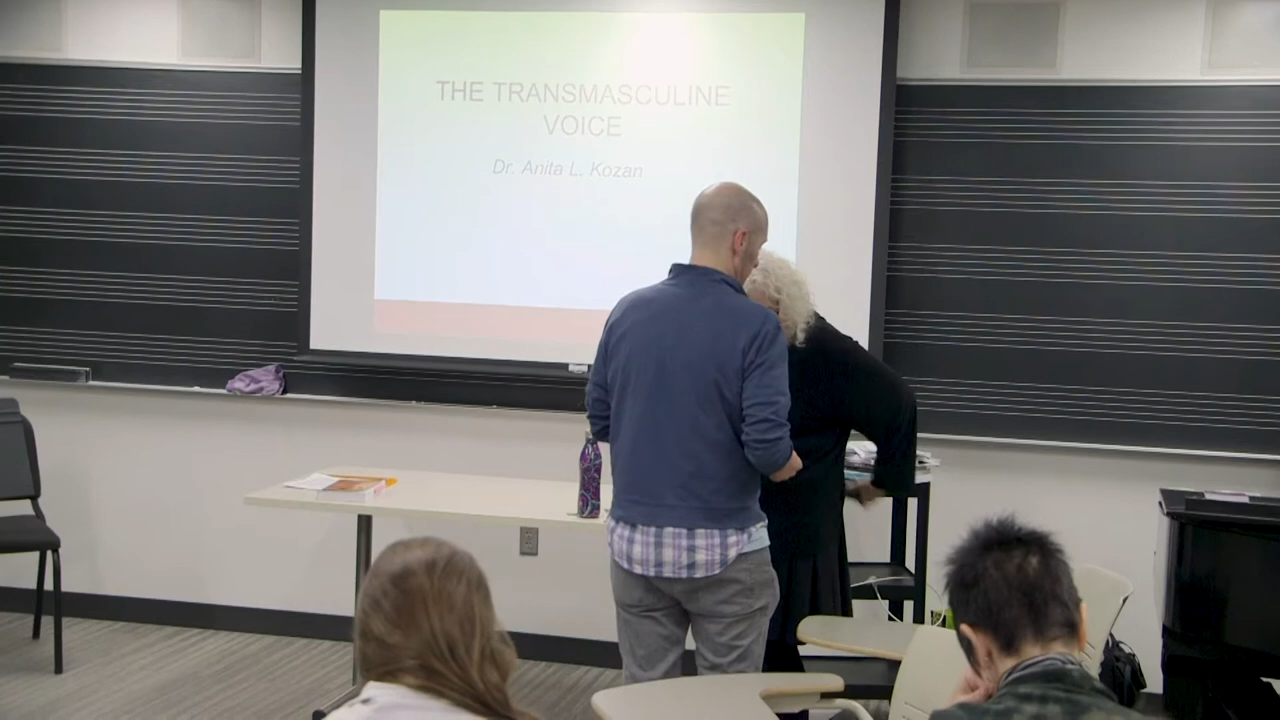 THE TRANSMASCULINE
VOICE
Dr. Anita L. Kozan